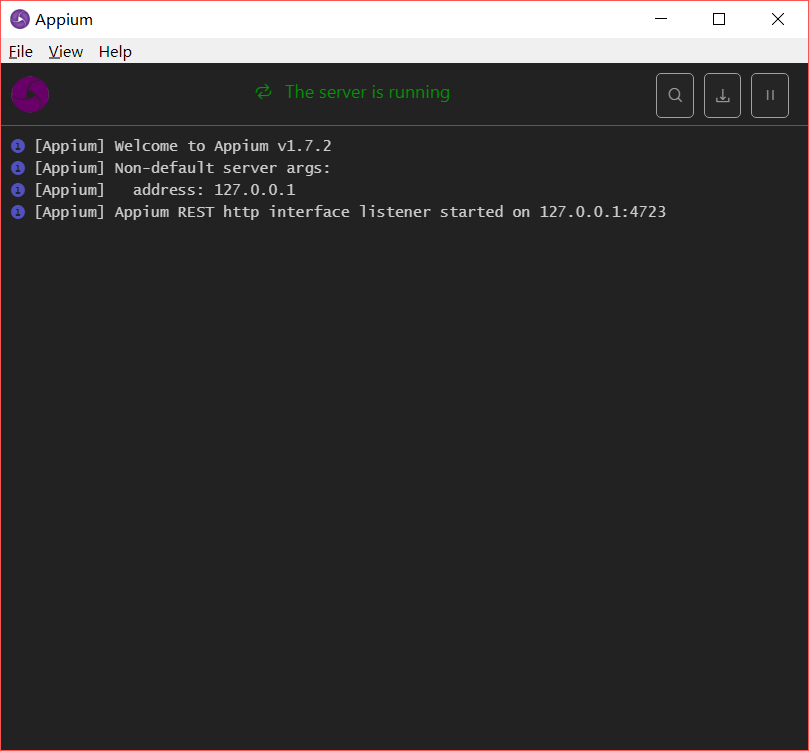 Appium
File View Help
The server is running
[Appium] Welcome to Appium v1.7.2
[Appium] Non-default server args:
[Appium]   address: 127.0.0.1
[Appium] Appium REST http interface listener started on 127.0.0.1:4723